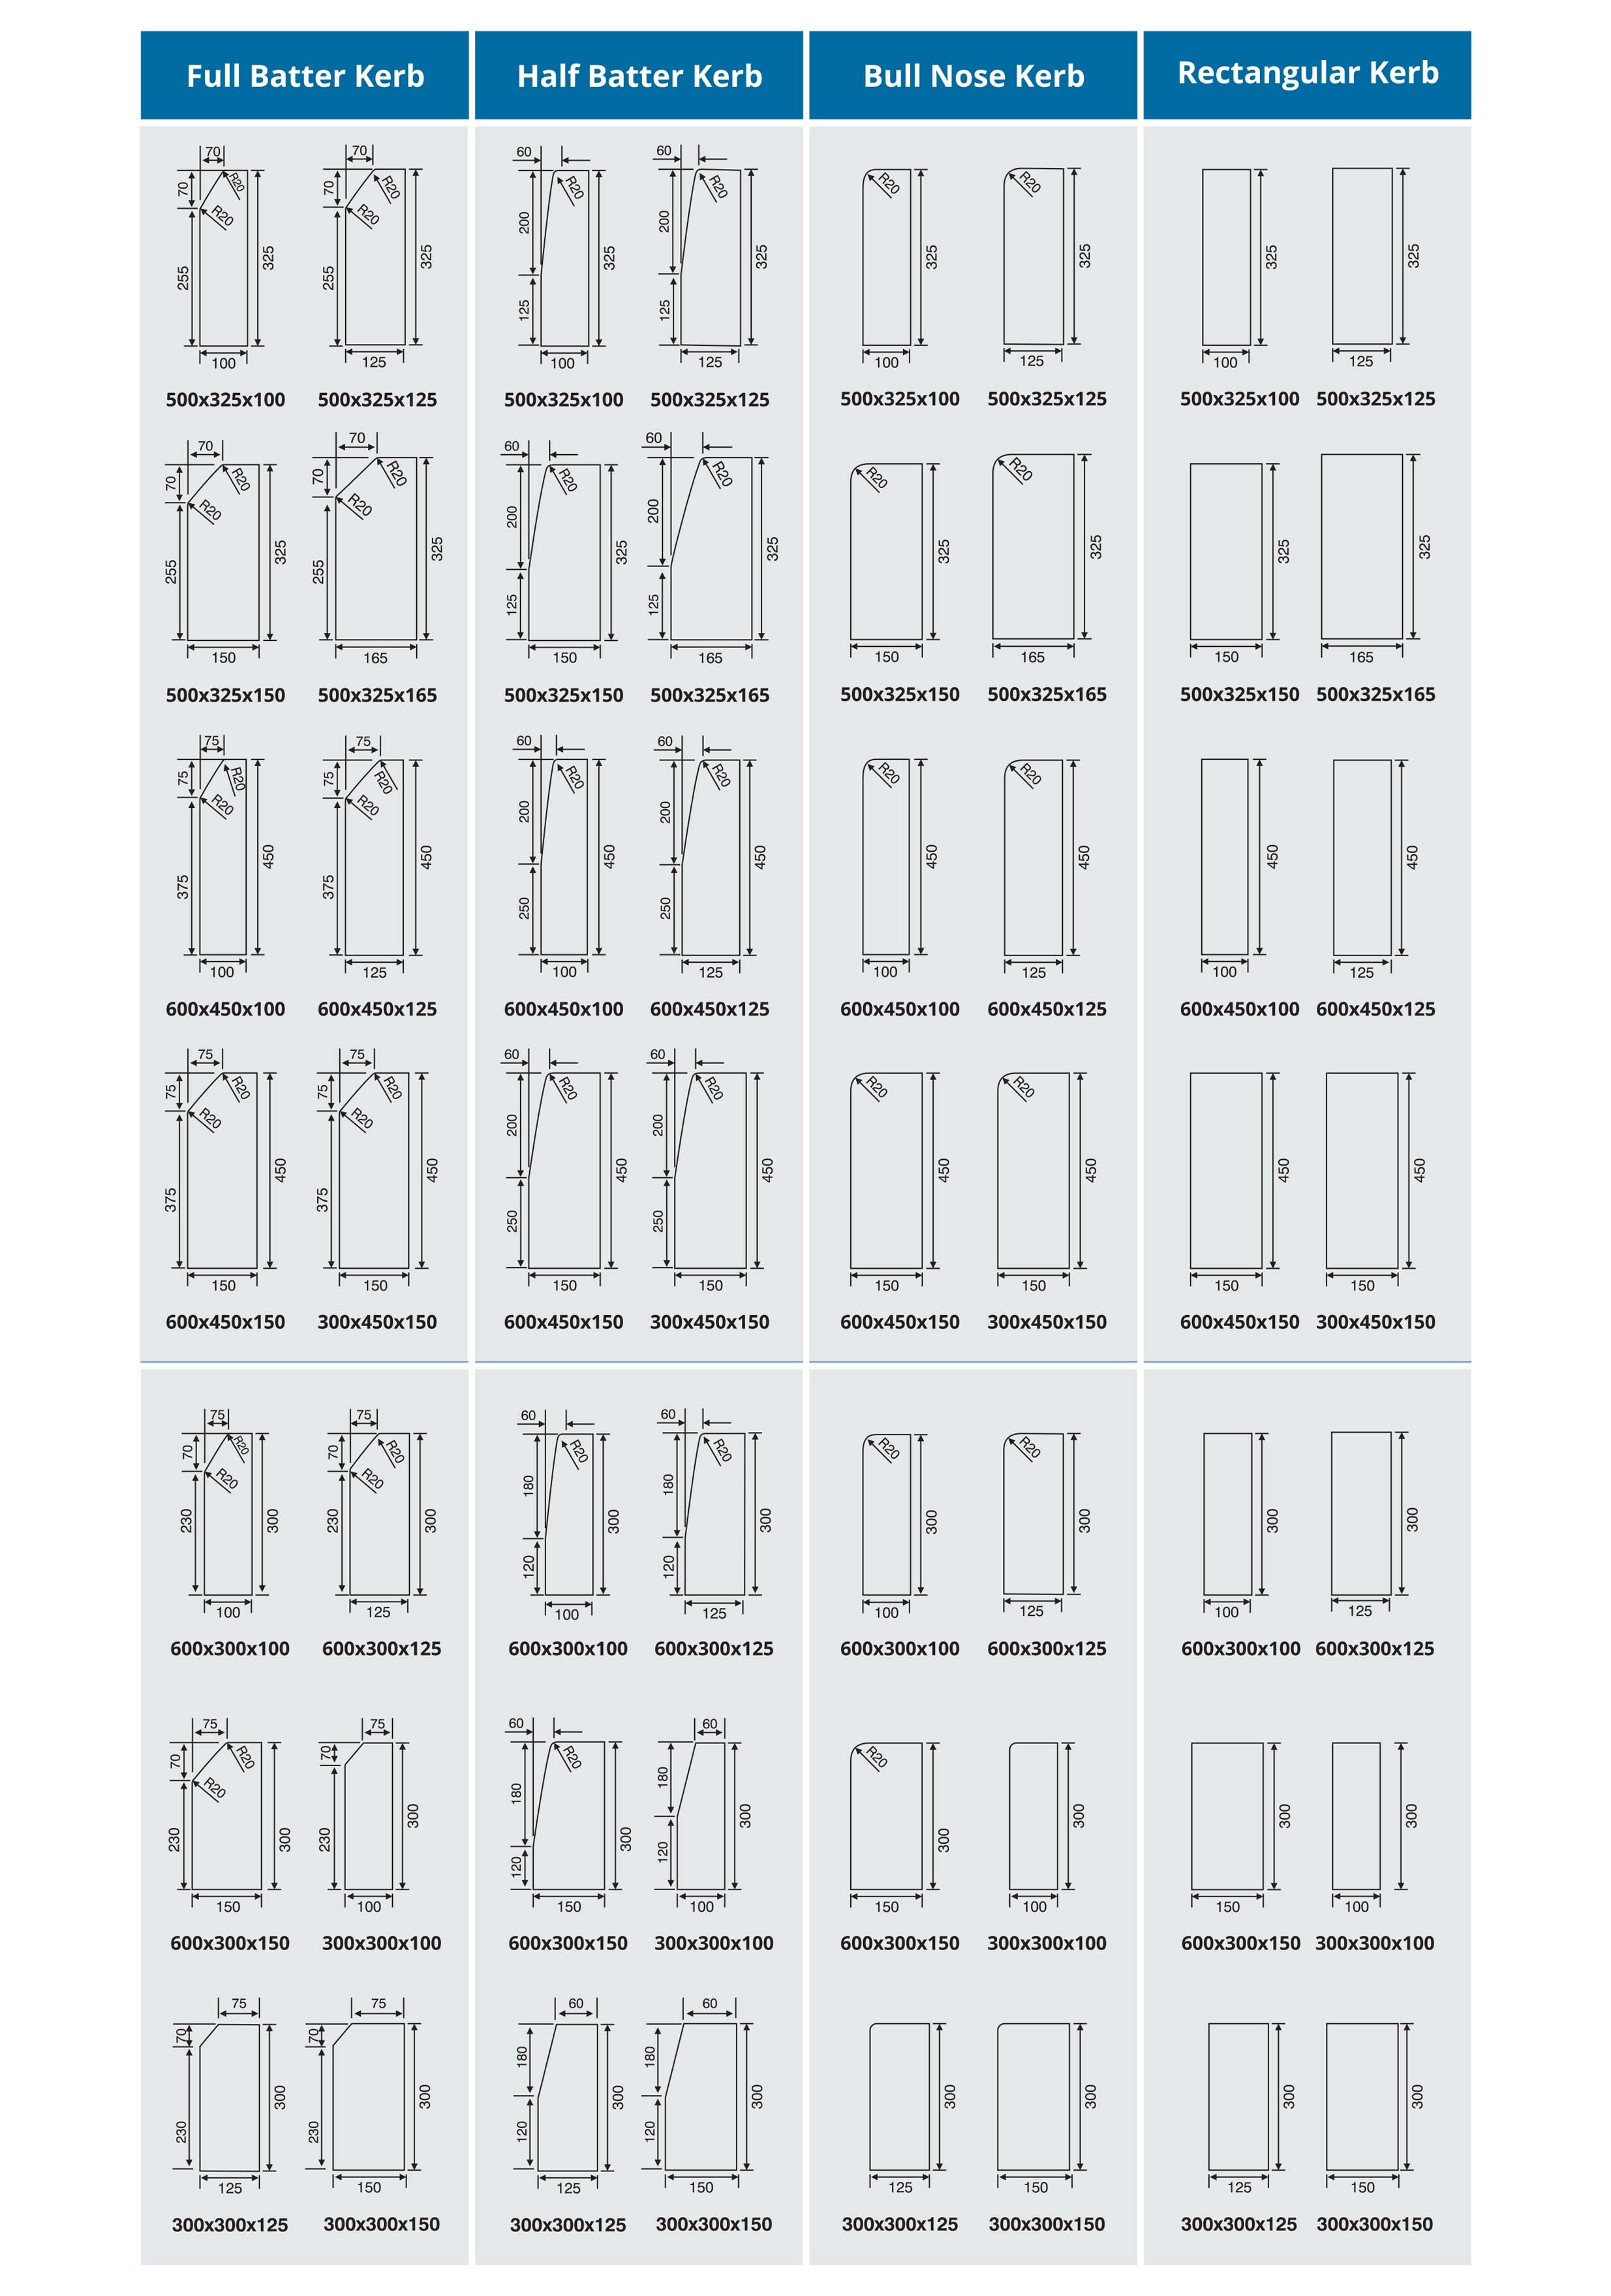 Full Batter Kerb Half Batter Kerb Bull Nose Kerb Rectangular Kerb
70 70 60 60
70 R20 R20 255 325 100
70 R20 R20 255 325 125
200 R20 125 325 100
200 R20 125 325 125
R20 325 100
R20 325 125
325 100
325 125
500x325x100 500x325x125 500x325x100 500x325x125 500x325x100 500x325x125 500x325x100 500x325x125
70 70 60 60
70 R20 R20 255 325 150
70 R20 R20 255 325 165
200 R20 125 325 150
200 R20 125 325 165
R20 325 150
R20 325 165
325 150
325 165
500x325x150 500x325x165 500x325x150 500x325x165 500x325x150 500x325x165 500x325x150 500x325x165
75 75 60 60
75 R20 R20 375 450 100
75 R20 R20 375 450 125
200 R20 250 450 100
200 R20 250 450 125
R20 450 100
R20 450 125
450 100
450 125
600x450x100 600x450x125 600x450x100 600x450x125 600x450x100 600x450x125 600x450x100 600x450x125
75 75 60 60
75 R20 R20 375 450 150
75 R20 R20 375 450 150
200 R20 250 450 150
200 R20 250 450 150
R20 450 150
R20 450 150
450 150
450 150
600x450x150 300x450x150 600x450x150 300x450x150 600x450x150 300x450x150 600x450x150 300x450x150
75 75 60 60
70 R20 R20 230 300 100
70 R20 R20 230 300 125
180 R20 120 300 100
180 R20 120 300 125
R20 300 100
R20 300 125
300 100
300 125
600x300x100 600x300x125 600x300x100 600x300x125 600x300x100 600x300x125 600x300x100 600x300x125
75 75 60 60
70 R20 R20 230 300 150
70 230 300 100
180 R20 120 300 150
180 120 300 100
R20 300 150
300 100
300 150
300 100
600x300x150 300x300x100 600x300x150 300x300x100 600x300x150 300x300x100 600x300x150 300x300x100
75 75 60 60
70 230 300 125
70 230 300 150
180 120 300 125
180 120 300 150
300 125
300 150
300 125
300 150
300x300x125 300x300x150 300x300x125 300x300x150 300x300x125 300x300x150 300x300x125 300x300x150